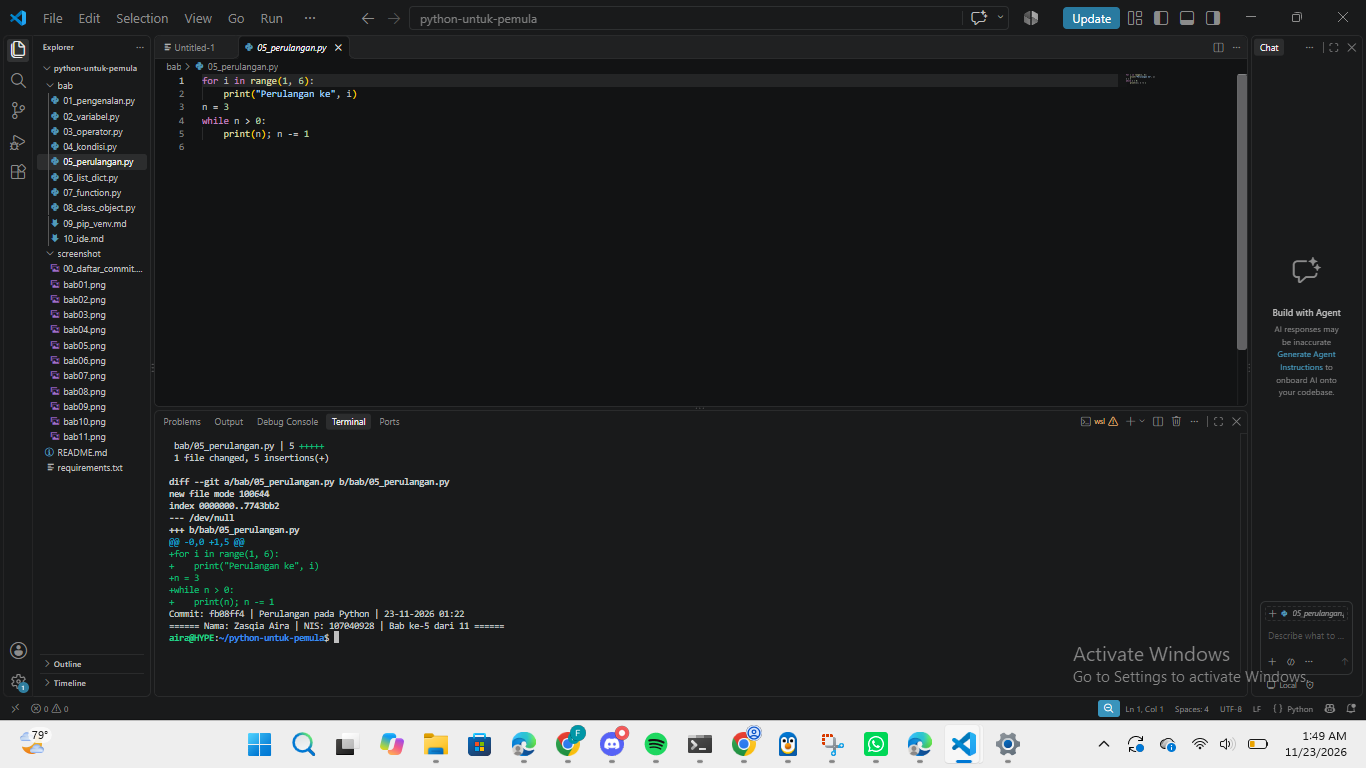 File Edit Selection View Go Run ··· python-untuk-pemula Update
Explorer ···
python-untuk-pemula
bab
01_pengenalan.py
02_variabel.py
03_operator.py
04_kondisi.py
05_perulangan.py
06_list_dict.py
07_function.py
08_class_object.py
09_pip_venv.md
10_ide.md
screenshot
00_daftar_commit....
bab01.png
bab02.png
bab03.png
bab04.png
bab05.png
bab06.png
bab07.png
bab08.png
bab09.png
bab10.png
bab11.png
README.md
requirements.txt
Outline
Timeline
Untitled-1 05_perulangan.py
bab > 05_perulangan.py
1 for i in range(1, 6):
2     print("Perulangan ke", i)
3 n = 3
4 while n > 0:
5     print(n); n -= 1
6
Problems Output Debug Console Terminal Ports wsl
bab/05_perulangan.py | 5 +++++
1 file changed, 5 insertions(+)
diff --git a/bab/05_perulangan.py b/bab/05_perulangan.py
new file mode 100644
index 0000000..7743bb2
--- /dev/null
+++ b/bab/05_perulangan.py
@@ -0,0 +1,5 @@
+for i in range(1, 6):
+    print("Perulangan ke", i)
+n = 3
+while n > 0:
+    print(n); n -= 1
Commit: fb08ff4 | Perulangan pada Python | 23-11-2026 01:22
====== Nama: Zasqia Aira | NIS: 107040928 | Bab ke-5 dari 11 ======
aira@HYPE:~/python-untuk-pemula$
Chat
Build with Agent
AI responses may
be inaccurate
Generate Agent
Instructions to
onboard AI onto
your codebase.
05_perulangan,
Describe what to ...
Local
Activate Windows
Go to Settings to activate Windows.
0 0 Ln 1, Col 1 Spaces: 4 UTF-8 LF Python
79°
1:49 AM
11/23/2026